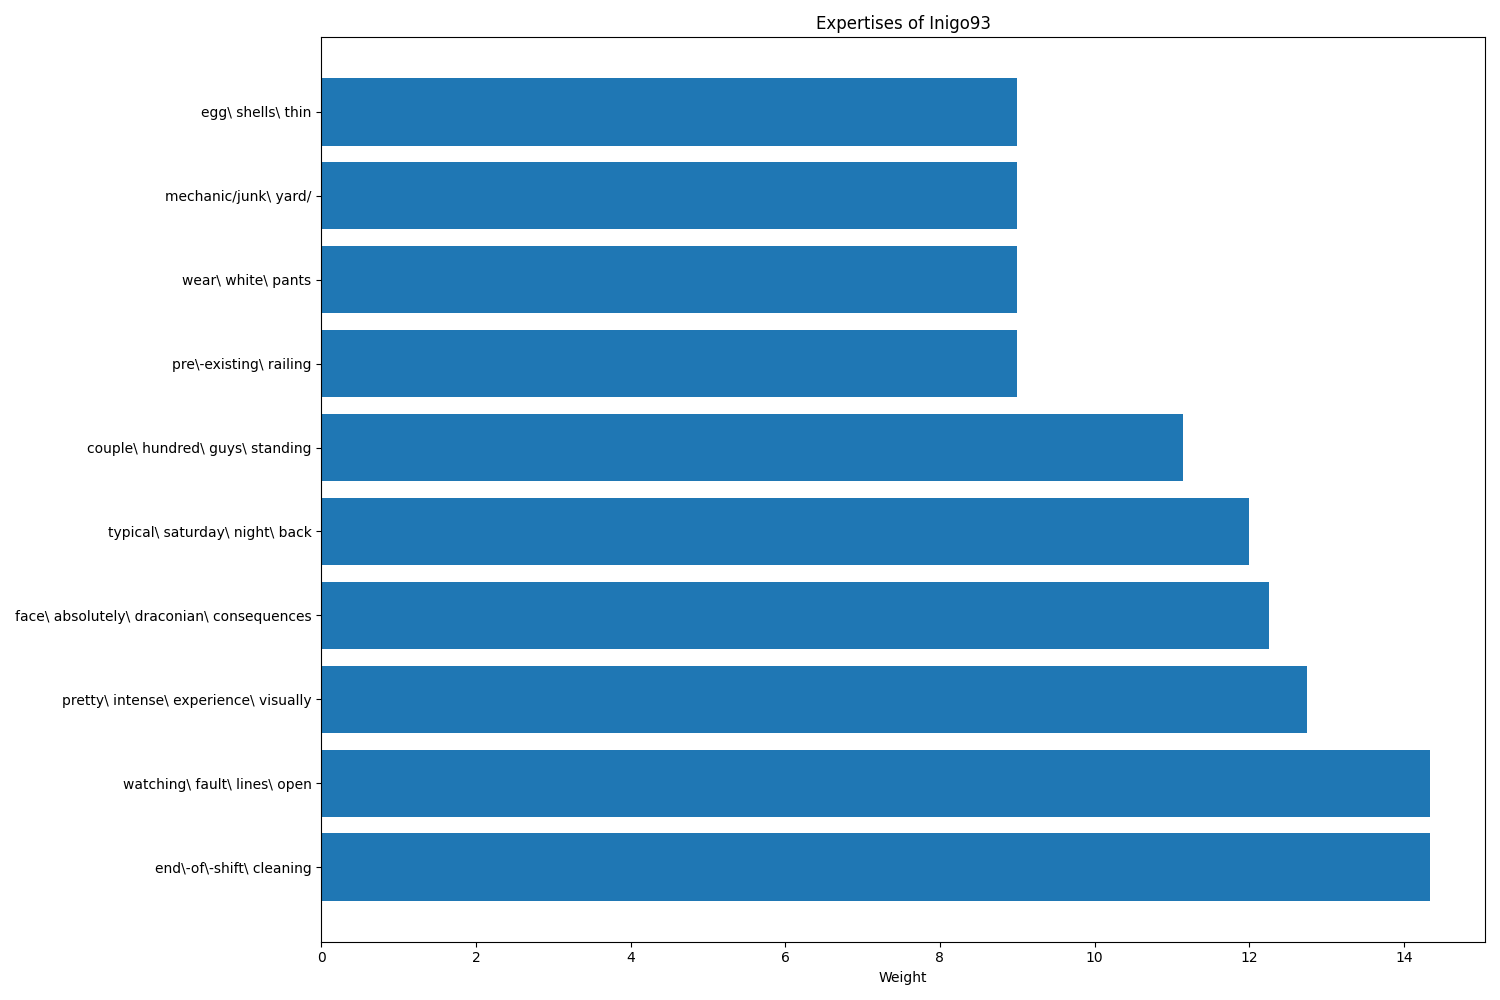 Expertises of Inigo93
egg\ shells\ thin
mechanic/junk\ yard/
wear\ white\ pants
pre\-existing\ railing
couple\ hundred\ guys\ standing
typical\ saturday\ night\ back
face\ absolutely\ draconian\ consequences
pretty\ intense\ experience\ visually
watching\ fault\ lines\ open
end\-of\-shift\ cleaning
0 2 4 6 8 10 12 14
Weight